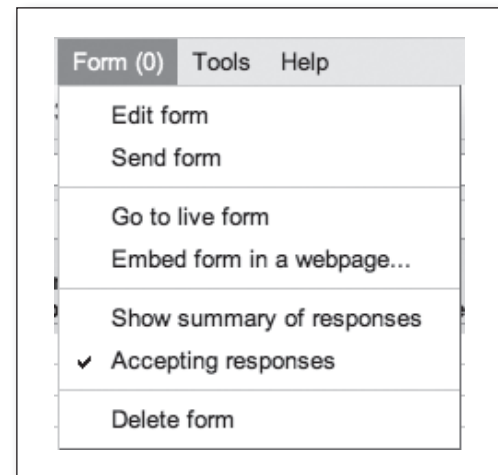 Form (0) Tools Help
Edit form
Send form
Go to live form
Embed form in a webpage...
Show summary of responses
✓ Accepting responses
Delete form